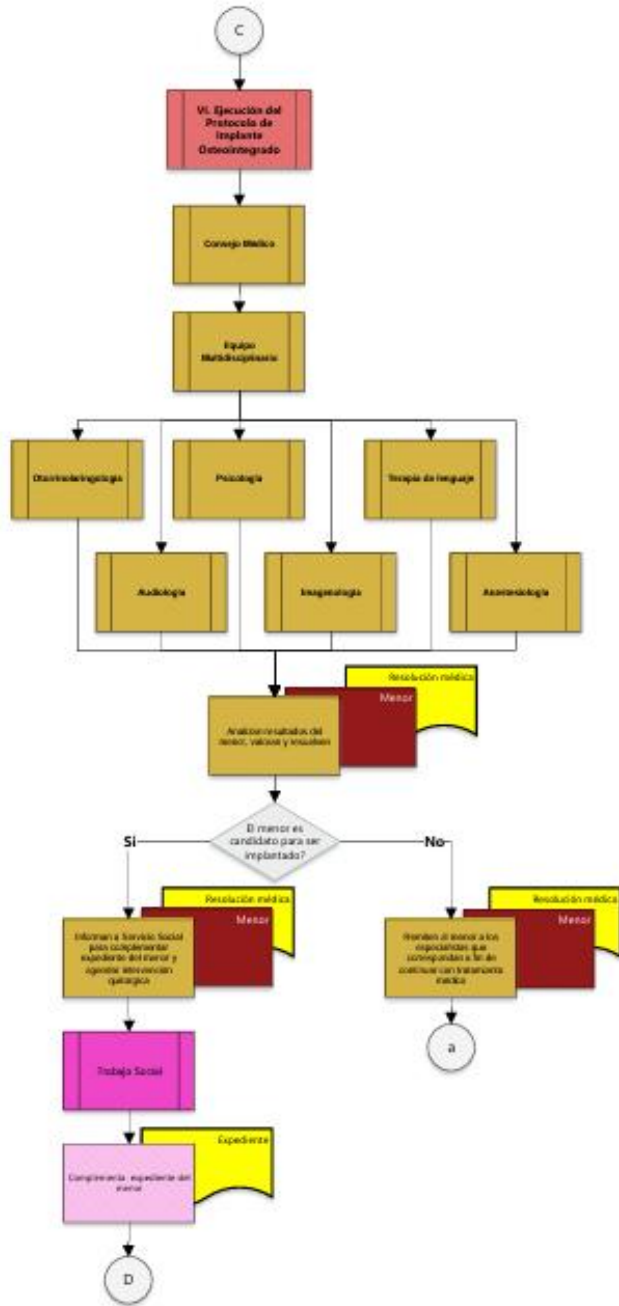 C
VI. Ejecución del
Protocolo de
Implante
Osteointegrado
Consejo Médico
Equipo
Multidisciplinario
Otorrinolaringología
Psicología
Terapia de lenguaje
Audiología
Imagenología
Anestesiología
Resolución médica
Menor
Analizan resultados del
menor, valoran y resuelven
El menor es
candidato para ser
implantado?
Si
No
Resolución médica
Menor
Informan a Servicio Social
para complementar
expediente del menor y
agendar intervención
quirúrgica
Resolución médica
Menor
Remiten al menor a los
especialistas que
correspondan a fin de
continuar con tratamiento
médico
a
Trabajo Social
Expediente
Complementa expediente del
menor
D